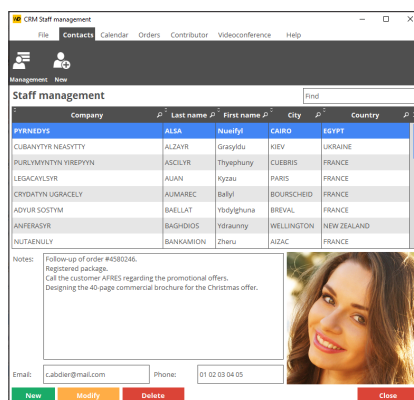 CRM Staff management
File Contacts Calendar Orders Contributor Videoconference Help
Management New
Staff management Find
Company Last name First name City Country
PYRNEDYS ALSA Nueifyl CAIRO EGYPT
CUBANYTYR NEASYTTY ALZAYR Grasyldu KIEV UKRAINE
PURLYMYNTYN YIREPYYN ASCILYR Thyephuny CUEBRIS FRANCE
LEGACAYLSYR AUAN Kyzau PARIS FRANCE
CRYDATYN UGRACELY AUMAREC Ballyl BOURSCHEID FRANCE
ADYUR SOSTYM BAELLAT Ybdylghuna BREVAL FRANCE
ANFERASYR BAGHDIOS Ydraunny WELLINGTON NEW ZEALAND
NUTAENULY BANKAMION Zheru AIZAC FRANCE
Notes: Follow-up of order #4580246.
Registered package.
Call the customer AFRES regarding the promotional offers.
Designing the 40-page commercial brochure for the Christmas offer.
Email: c.abdier@mail.com Phone: 01 02 03 04 05
New Modify Delete Close